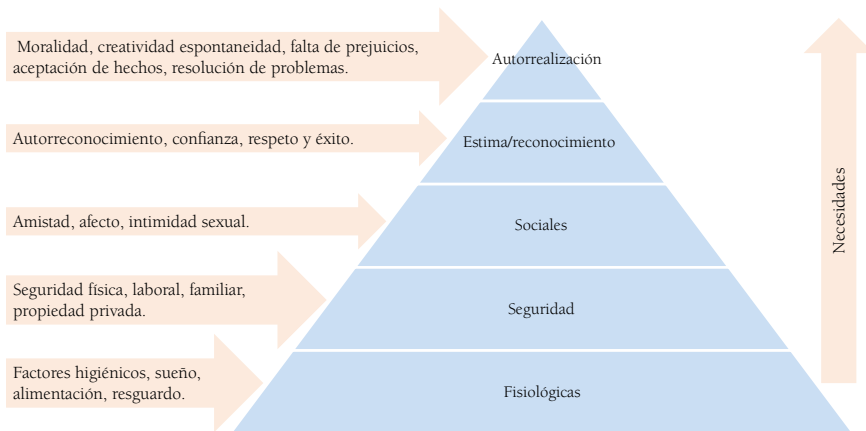 Moralidad, creatividad espontaneidad, falta de prejuicios,
aceptación de hechos, resolución de problemas.
Autorrealización
Autorreconocimiento, confianza, respeto y éxito.
Estima/reconocimiento
Amistad, afecto, intimidad sexual.
Sociales
Seguridad física, laboral, familiar,
propiedad privada.
Seguridad
Factores higiénicos, sueño,
alimentación, resguardo.
Fisiológicas
Necesidades